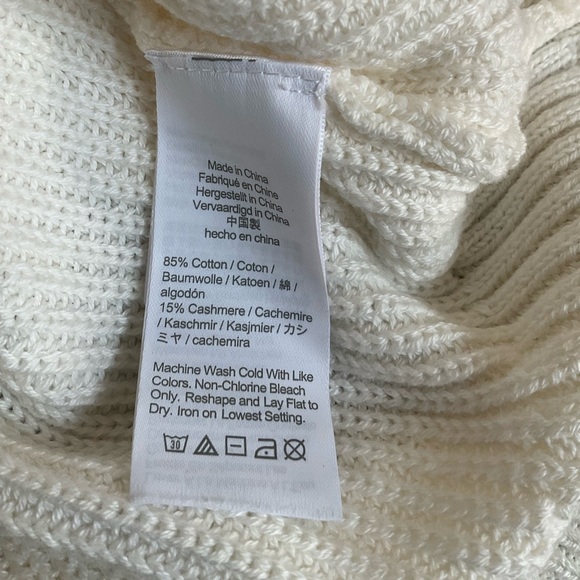 Made in China
Fabriqué en Chine
Hergestellt in China
Vervaardigd in China
中国製
hecho en china
85% Cotton / Coton /
Baumwolle / Katoen / 綿 /
algodón
15% Cashmere / Cachemire
/ Kaschmir / Kasjmier / カシ
ミヤ / cachemira
Machine Wash Cold With Like
Colors. Non-Chlorine Bleach
Only. Reshape and Lay Flat to
Dry. Iron on Lowest Setting.
30